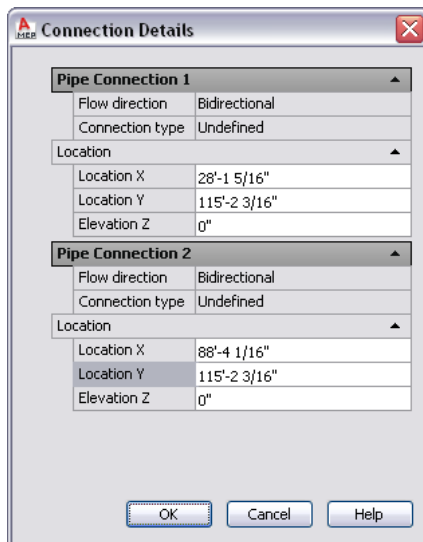 A
MEP
Connection Details
Pipe Connection 1
Flow direction Bidirectional
Connection type Undefined
Location
Location X 28'-1 5/16"
Location Y 115'-2 3/16"
Elevation Z 0"
Pipe Connection 2
Flow direction Bidirectional
Connection type Undefined
Location
Location X 88'-4 1/16"
Location Y 115'-2 3/16"
Elevation Z 0"
OK Cancel Help